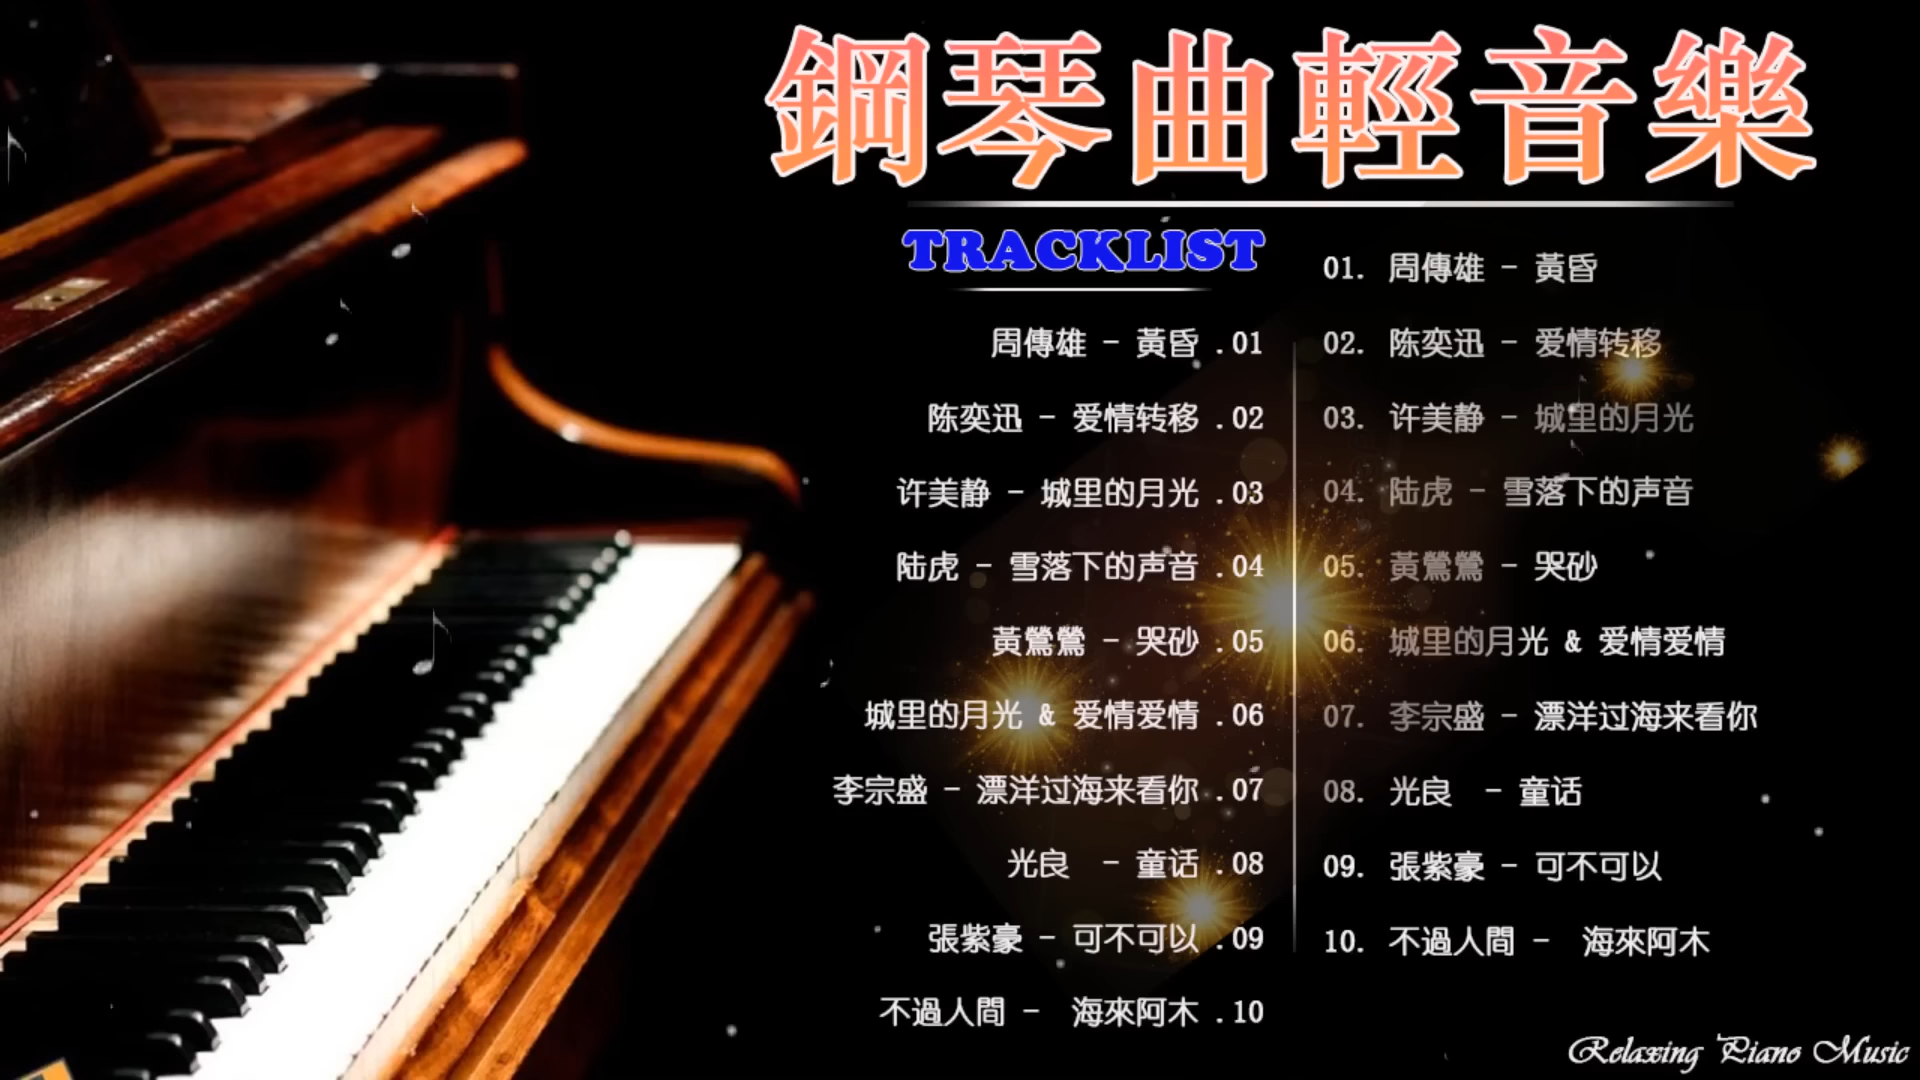 鋼琴曲輕音樂
TRACKLIST
周傳雄 - 黃昏 .01
陈奕迅 - 爱情转移 .02
许美静 - 城里的月光 .03
陆虎 - 雪落下的声音 .04
黃鶯鶯 - 哭砂 .05
城里的月光 & 爱情爱情 .06
李宗盛 - 漂洋过海来看你 .07
光良 - 童话 .08
張紫豪 - 可不可以 .09
不過人間 - 海來阿木 .10
01. 周傳雄 - 黃昏
02. 陈奕迅 - 爱情转移
03. 许美静 - 城里的月光
04. 陆虎 - 雪落下的声音
05. 黃鶯鶯 - 哭砂
06. 城里的月光 & 爱情爱情
07. 李宗盛 - 漂洋过海来看你
08. 光良 - 童话
09. 張紫豪 - 可不可以
10. 不過人間 - 海來阿木
Relaxing Piano Music